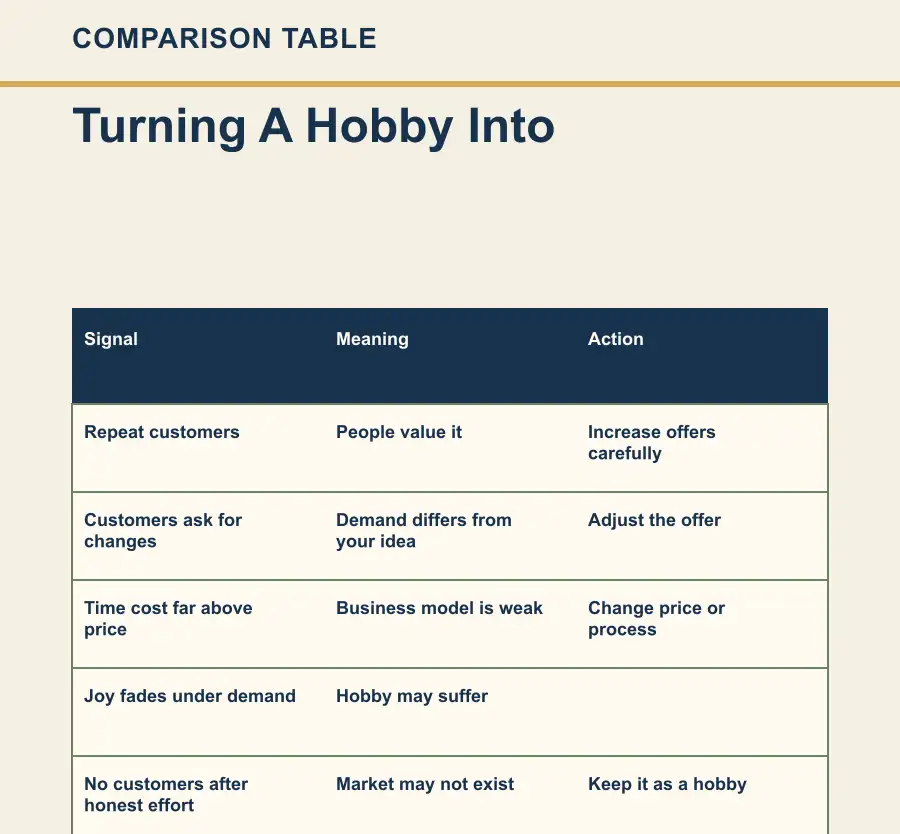 COMPARISON TABLE
Turning A Hobby Into
Signal
Meaning
Action
Repeat customers
People value it
Increase offers
carefully
Customers ask for
changes
Demand differs from
your idea
Adjust the offer
Time cost far above
price
Business model is weak
Change price or
process
Joy fades under demand
Hobby may suffer
No customers after
honest effort
Market may not exist
Keep it as a hobby